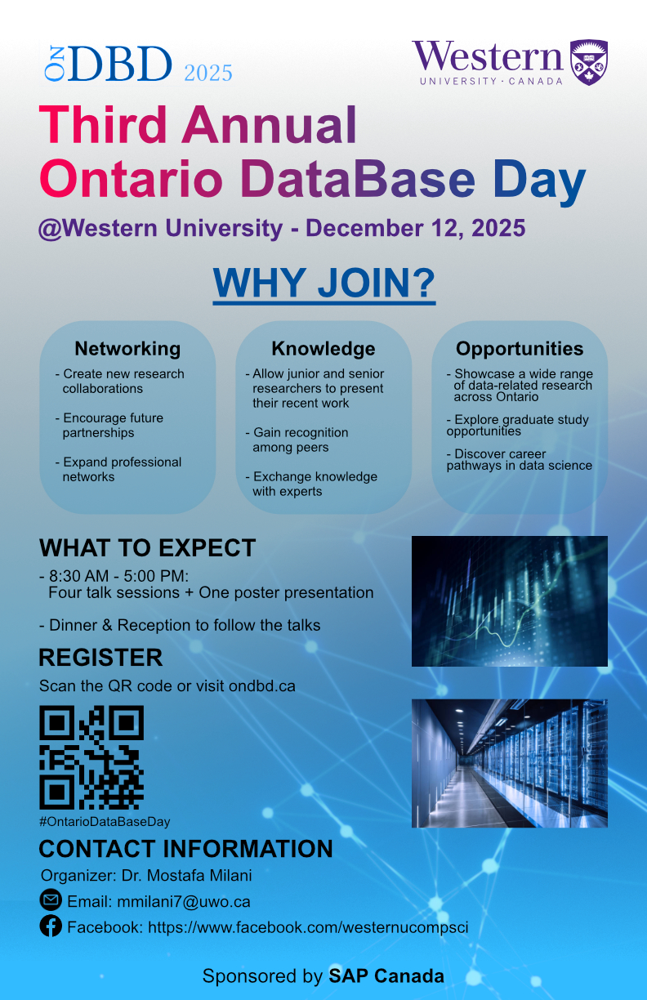 ONDBD 2025
Western
UNIVERSITY · CANADA
Third Annual
Ontario DataBase Day
@Western University - December 12, 2025
WHY JOIN?
Networking
- Create new research
collaborations
- Encourage future
partnerships
- Expand professional
networks
Knowledge
- Allow junior and senior
researchers to present
their recent work
- Gain recognition
among peers
- Exchange knowledge
with experts
Opportunities
- Showcase a wide range
of data-related research
across Ontario
- Explore graduate study
opportunities
- Discover career
pathways in data science
WHAT TO EXPECT
- 8:30 AM - 5:00 PM:
Four talk sessions + One poster presentation
- Dinner & Reception to follow the talks
REGISTER
Scan the QR code or visit ondbd.ca
#OntarioDataBaseDay
CONTACT INFORMATION
Organizer: Dr. Mostafa Milani
Email: mmilani7@uwo.ca
Facebook: https://www.facebook.com/westernucompsci
Sponsored by SAP Canada